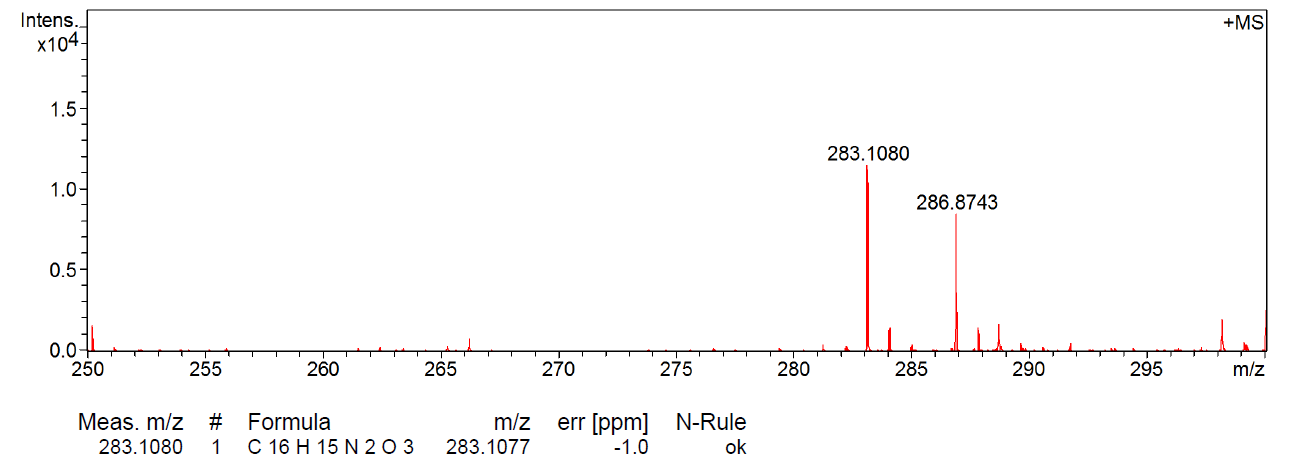 Intens.
x10^4
+MS
1.5
283.1080
1.0
286.8743
0.5
0.0
250 255 260 265 270 275 280 285 290 295 m/z
Meas. m/z # Formula m/z err [ppm] N-Rule
283.1080 1 C 16 H 15 N 2 O 3 283.1077 -1.0 ok